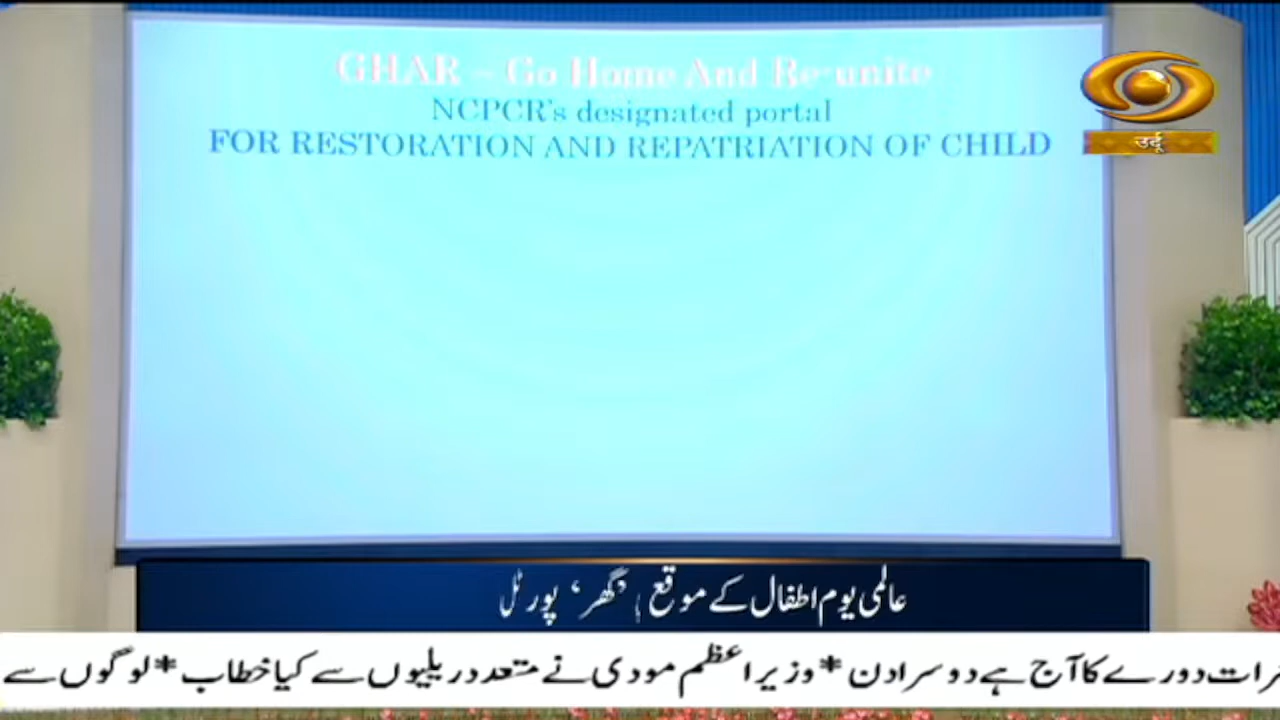 GHAR – Go Home And Re-unite
NCPCR's designated portal
FOR RESTORATION AND REPATRIATION OF CHILD
उर्दू
عالمی یوم اطفال کے موقع پر ’گھر‘ پورٹل
رات دورے کا آج ہے دوسرا دن * وزیر اعظم مودی نے متعدد ریلیوں سے کیا خطاب * لوگوں سے